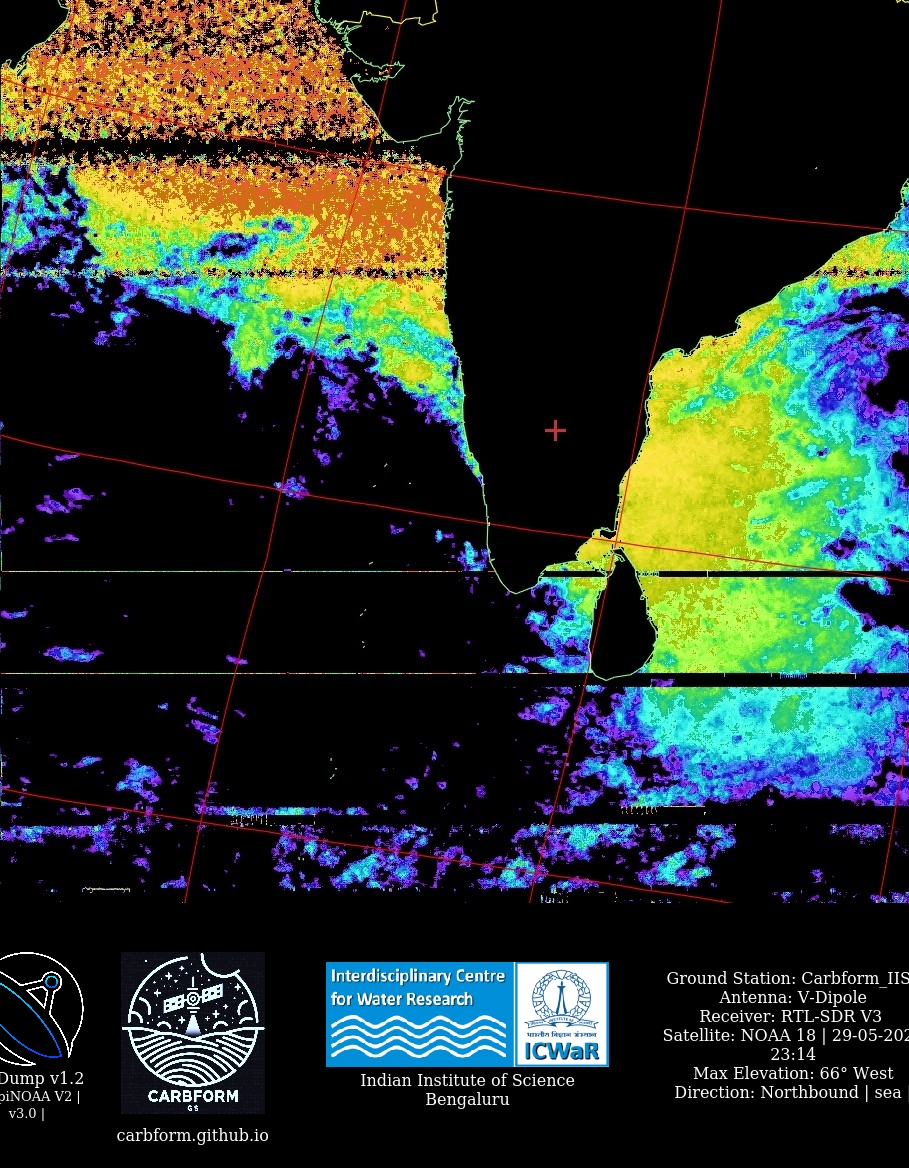 Dump v1.2
piNOAA V2 |
v3.0 |
CARBFORM
GS
carbform.github.io
Interdisciplinary Centre
for Water Research
भारतीय विज्ञान संस्थान
ICWaR
Indian Institute of Science
Bengaluru
Ground Station: Carbform_IIS
Antenna: V-Dipole
Receiver: RTL-SDR V3
Satellite: NOAA 18 | 29-05-202
23:14
Max Elevation: 66° West
Direction: Northbound | sea |